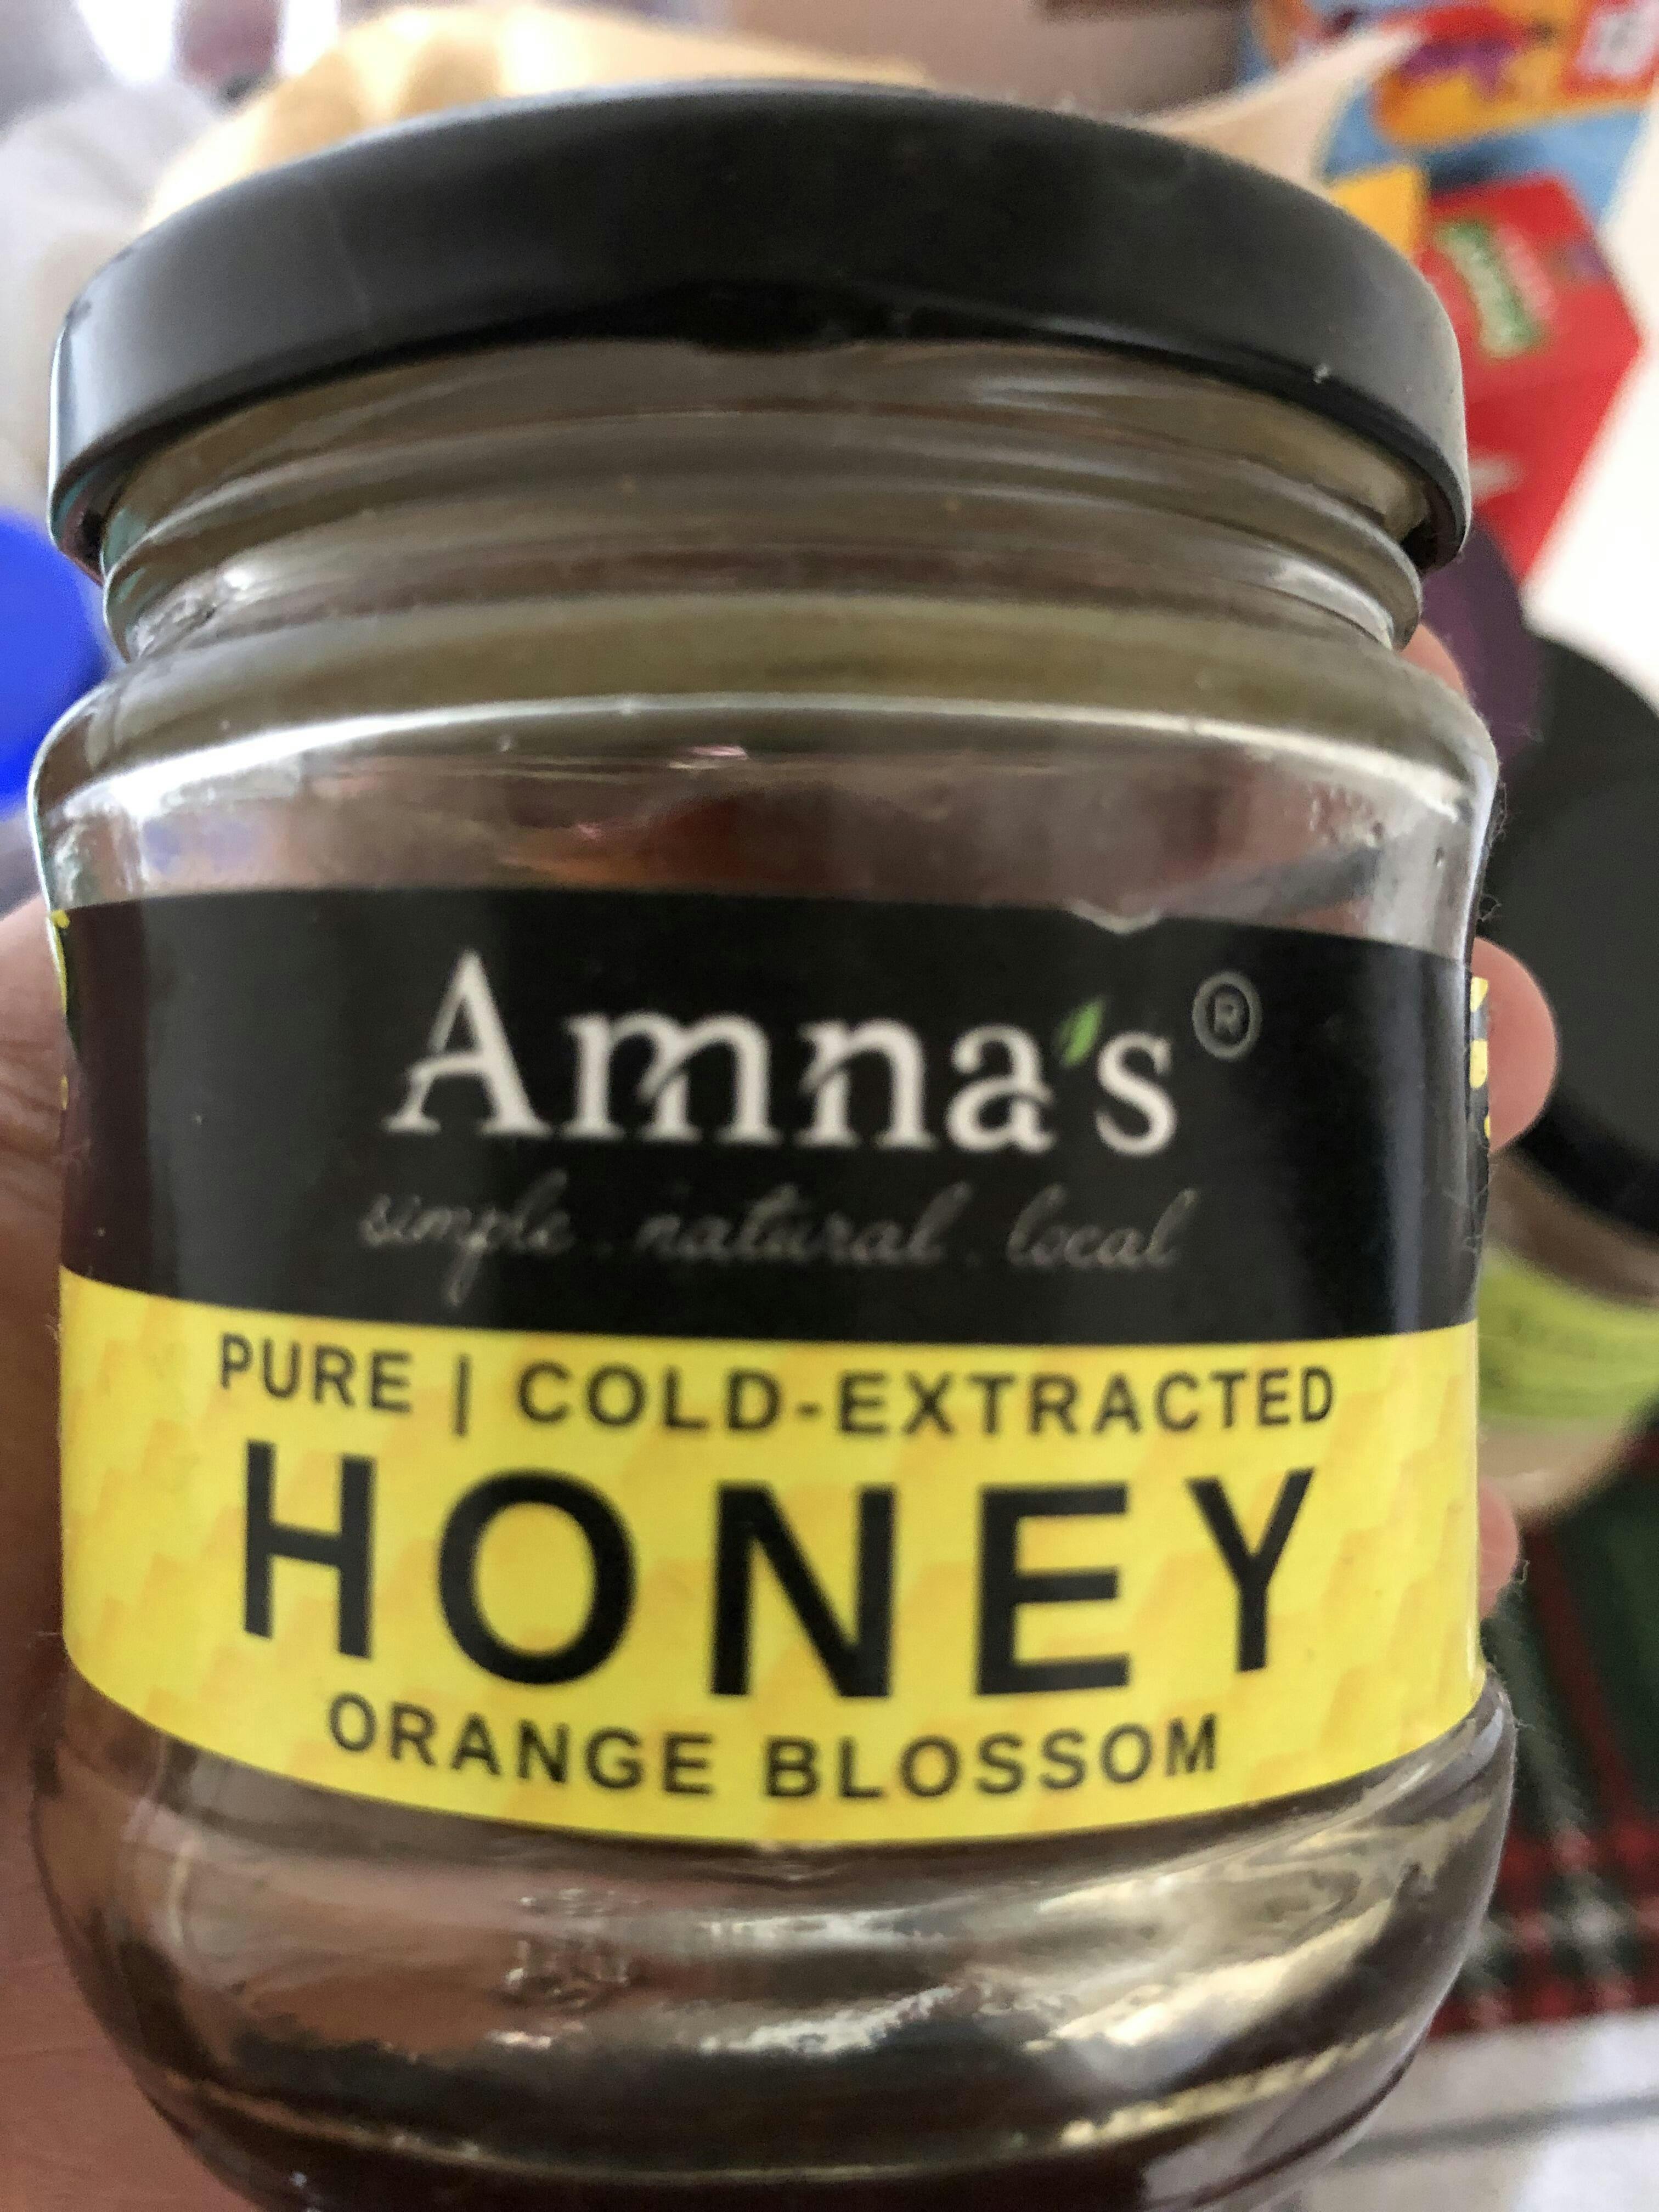 Amna's®
simple . natural . local
PURE | COLD-EXTRACTED
HONEY
ORANGE BLOSSOM